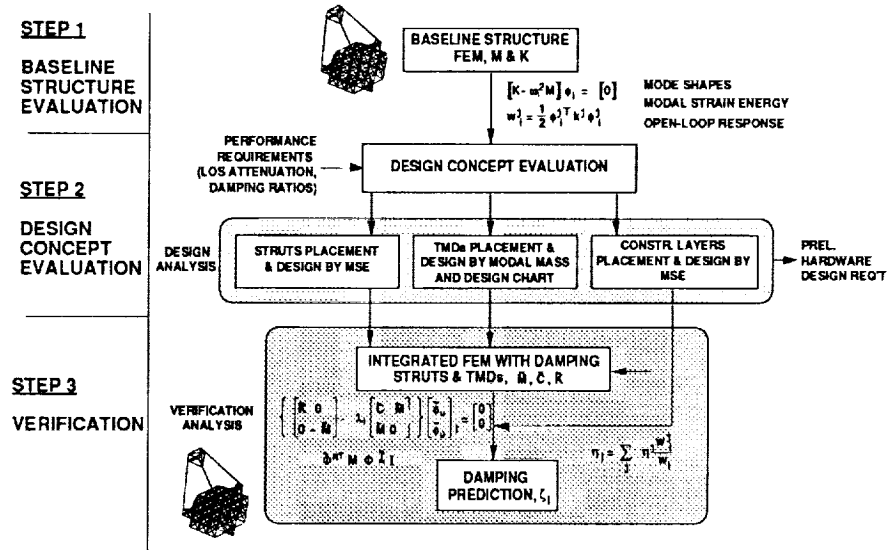 STEP 1
BASELINE
STRUCTURE
EVALUATION
BASELINE STRUCTURE
FEM, M & K
[K - ω²M] φᵢ = [0]
MODE SHAPES
MODAL STRAIN ENERGY
OPEN-LOOP RESPONSE
PERFORMANCE
REQUIREMENTS
(LOS ATTENUATION,
DAMPING RATIOS)
DESIGN CONCEPT EVALUATION
STEP 2
DESIGN
CONCEPT
EVALUATION
DESIGN
ANALYSIS
STRUTS PLACEMENT
& DESIGN BY MSE
TMDs PLACEMENT &
DESIGN BY MODAL MASS
AND DESIGN CHART
CONSTR. LAYERS
PLACEMENT & DESIGN BY
MSE
PREL.
HARDWARE
DESIGN REQ'T
STEP 3
VERIFICATION
VERIFICATION
ANALYSIS
INTEGRATED FEM WITH DAMPING
STRUTS & TMDs,
DAMPING
PREDICTION, ζᵢ